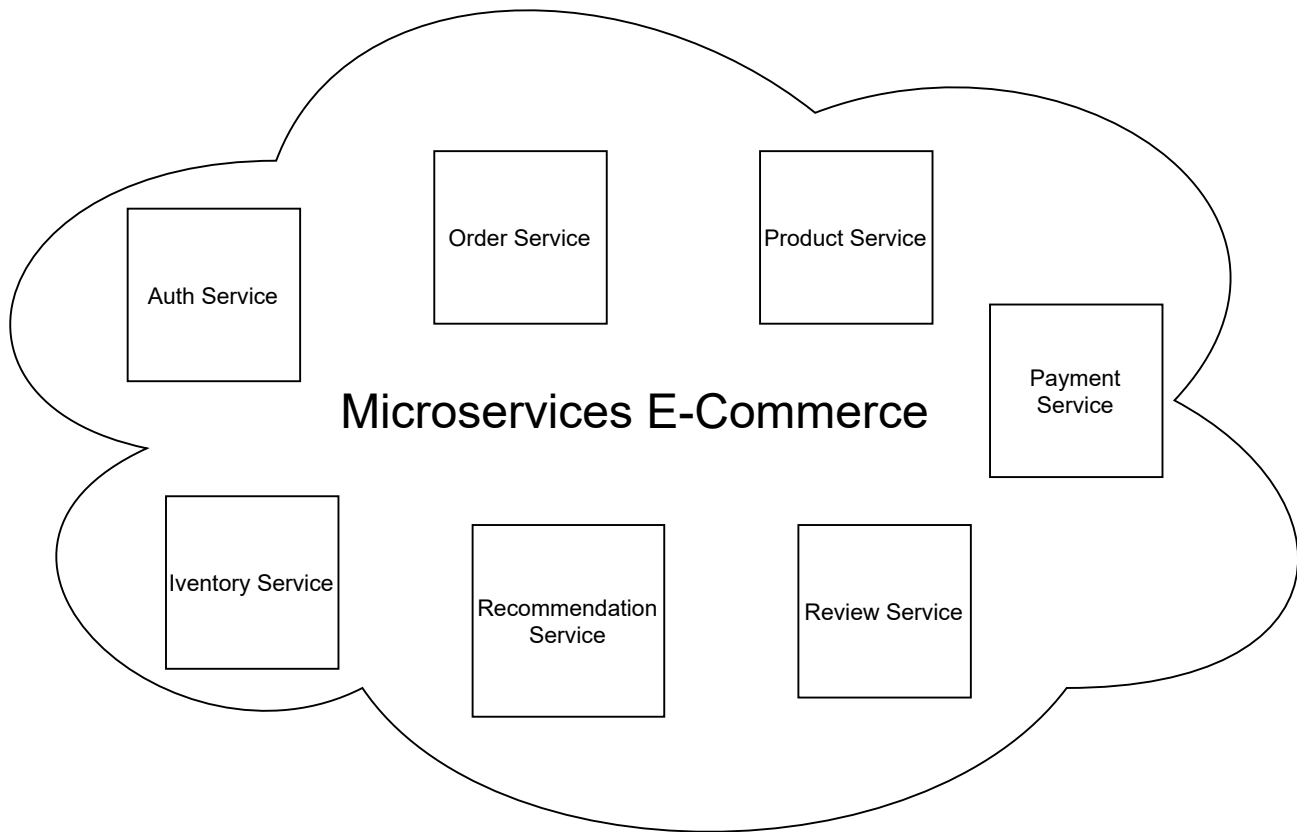 Order Service
Product Service
Auth Service
Payment
Service
Microservices E-Commerce
Iventory Service
Recommendation
Service
Review Service